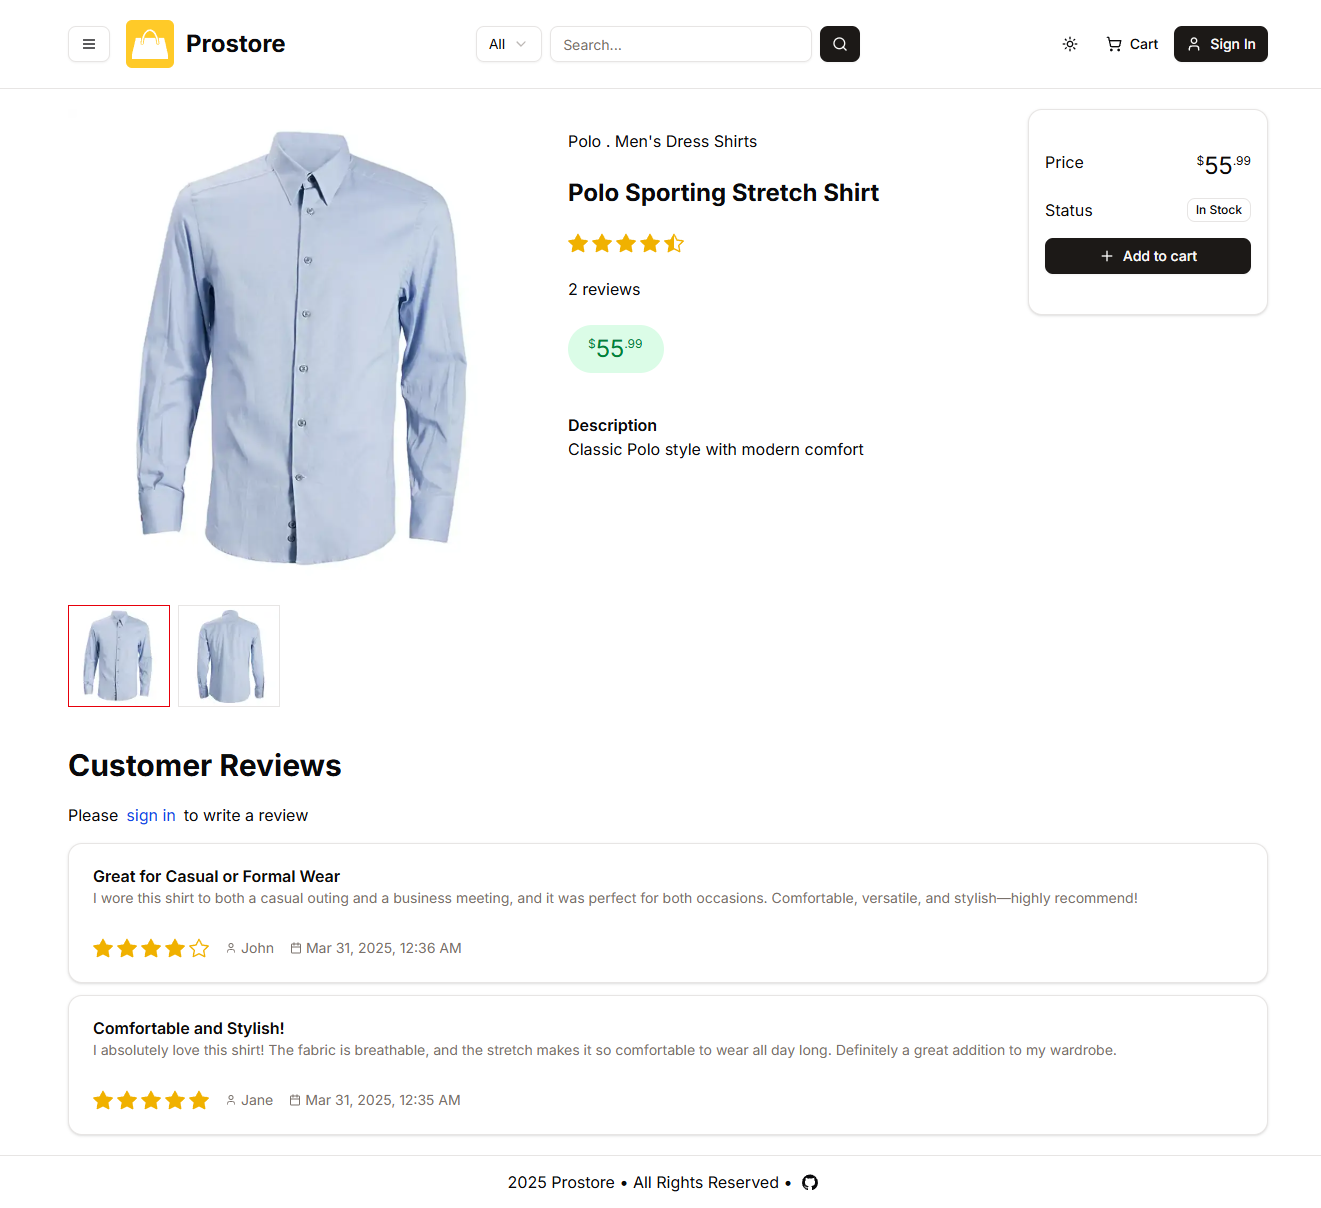 Prostore
All
Search...
Cart
Sign In
Polo . Men's Dress Shirts
Polo Sporting Stretch Shirt
2 reviews
$55.99
Description
Classic Polo style with modern comfort
Price
$55.99
Status
In Stock
Add to cart
Customer Reviews
Please sign in to write a review
Great for Casual or Formal Wear
I wore this shirt to both a casual outing and a business meeting, and it was perfect for both occasions. Comfortable, versatile, and stylish—highly recommend!
John
Mar 31, 2025, 12:36 AM
Comfortable and Stylish!
I absolutely love this shirt! The fabric is breathable, and the stretch makes it so comfortable to wear all day long. Definitely a great addition to my wardrobe.
Jane
Mar 31, 2025, 12:35 AM
2025 Prostore • All Rights Reserved •